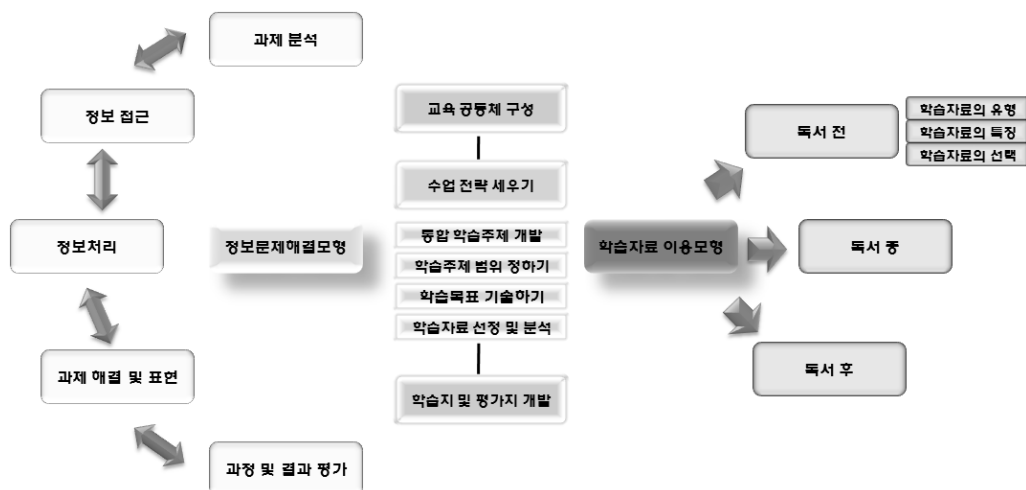 과제 분석
정보 접근
정보처리
과제 해결 및 표현
과정 및 결과 평가
정보문제해결모형
교육 공동체 구성
수업 전략 세우기
통합 학습주제 개발
학습주제 범위 정하기
학습목표 기술하기
학습자료 선정 및 분석
학습지 및 평가지 개발
학습자료 이용모형
독서 전
학습자료의 유형
학습자료의 특징
학습자료의 선택
독서 중
독서 후